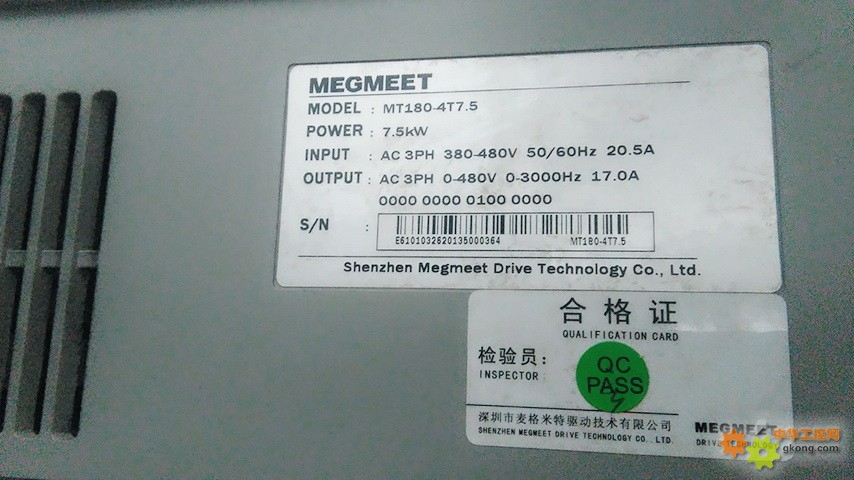 MEGMEET
MODEL : MT180-4T7.5
POWER : 7.5kW
INPUT : AC 3PH 380-480V 50/60Hz 20.5A
OUTPUT : AC 3PH 0-480V 0-3000Hz 17.0A
0000 0000 0100 0000
S/N :
E6101032620135000364 MT180-4T7.5
Shenzhen Megmeet Drive Technology Co., Ltd.
合格证
QUALIFICATION CARD
检验员:
INSPECTOR
QC
PASS
深圳市麦格米特驱动技术有限公司
SHENZHEN MEGMEET DRIVE TECHNOLOGY CO., LTD.
MEGMEET
DRIVE TECHNOLOGY
gkong.com